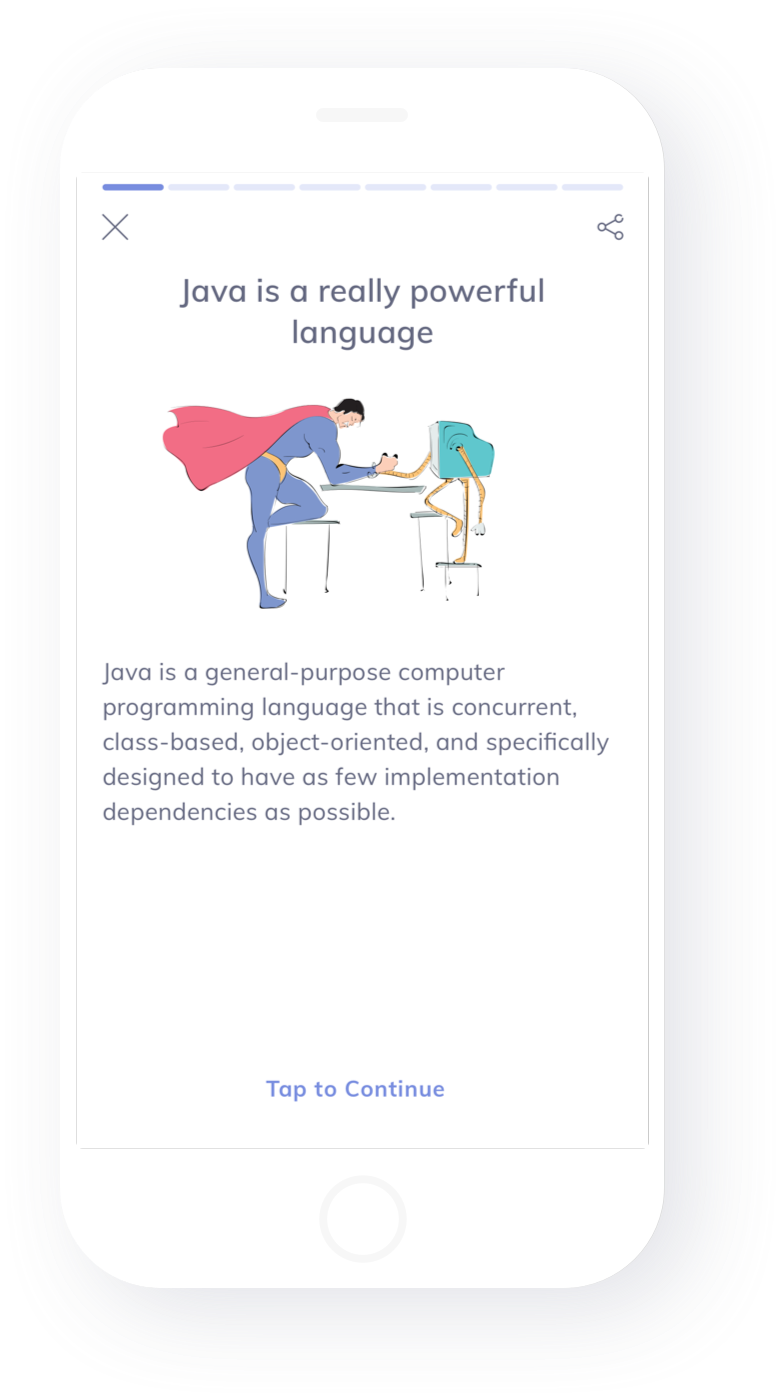 Java is a really powerful
language
Java is a general-purpose computer
programming language that is concurrent,
class-based, object-oriented, and specifically
designed to have as few implementation
dependencies as possible.
Tap to Continue